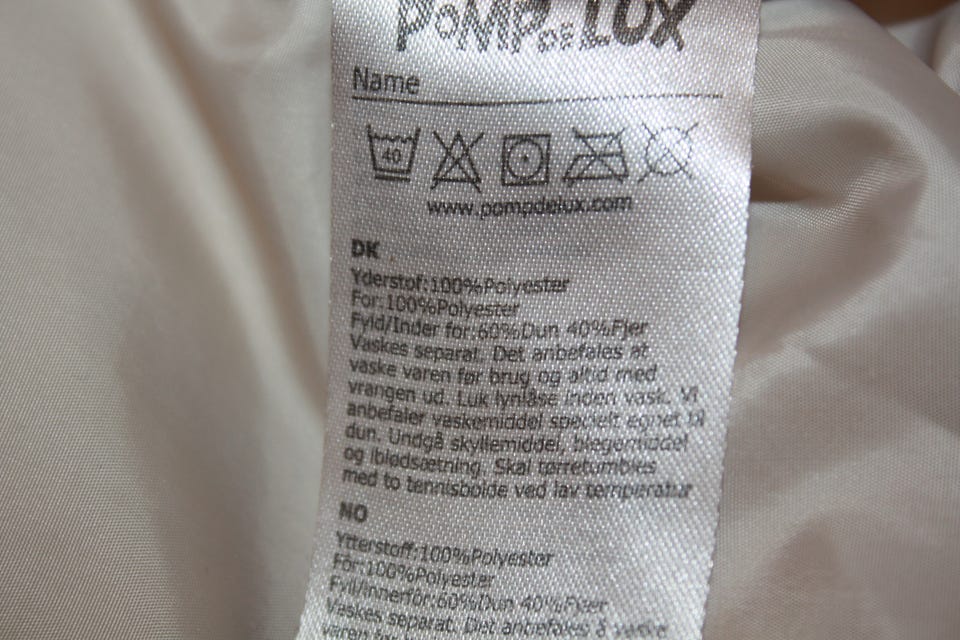 POMPdeLUX
Name
40
www.pompdelux.com
DK
Yderstof:100%Polyester
For:100%Polyester
Fyld/Inder for:60%Dun 40%Fjer
Vaskes separat. Det anbefales at
vaske varen før brug og altid med
vrangen ud. Luk lynlåse inden vask. Vi
anbefaler vaskemiddel specielt egnet til
dun. Undgå skyllemiddel, blegemiddel
og iblødsætning. Skal tørretumbles
med to tennisbolde ved lav temperatur
NO
Ytterstoff:100%Polyester
Fôr:100%Polyester
Fyll/Innerfôr:60%Dun 40%Fjær
Vaskes separat. Det anbefales å vaske
varen før